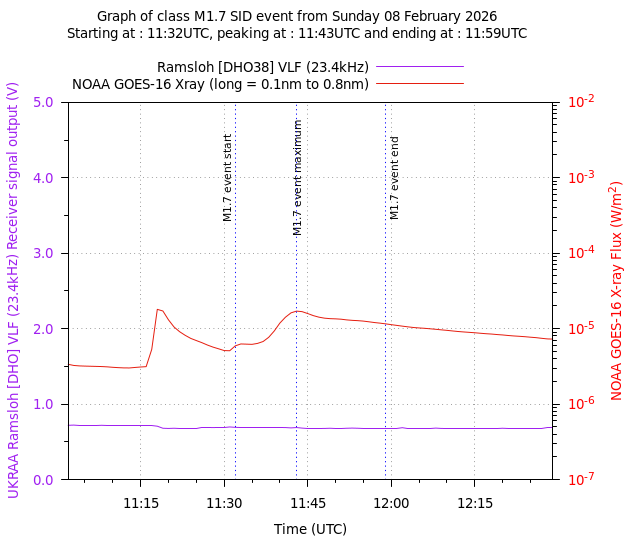 Graph of class M1.7 SID event from Sunday 08 February 2026
Starting at : 11:32UTC, peaking at : 11:43UTC and ending at : 11:59UTC
Ramsloh [DHO38] VLF (23.4kHz)
NOAA GOES-16 Xray (long = 0.1nm to 0.8nm)
UKRAA Ramsloh [DHO] VLF (23.4kHz) Receiver signal output (V)
5.0
4.0
3.0
2.0
1.0
0.0
M1.7 event start
M1.7 event maximum
M1.7 event end
10-2
10-3
10-4
10-5
10-6
10-7
NOAA GOES-16 X-ray Flux (W/m2)
11:15
11:30
11:45
12:00
12:15
Time (UTC)